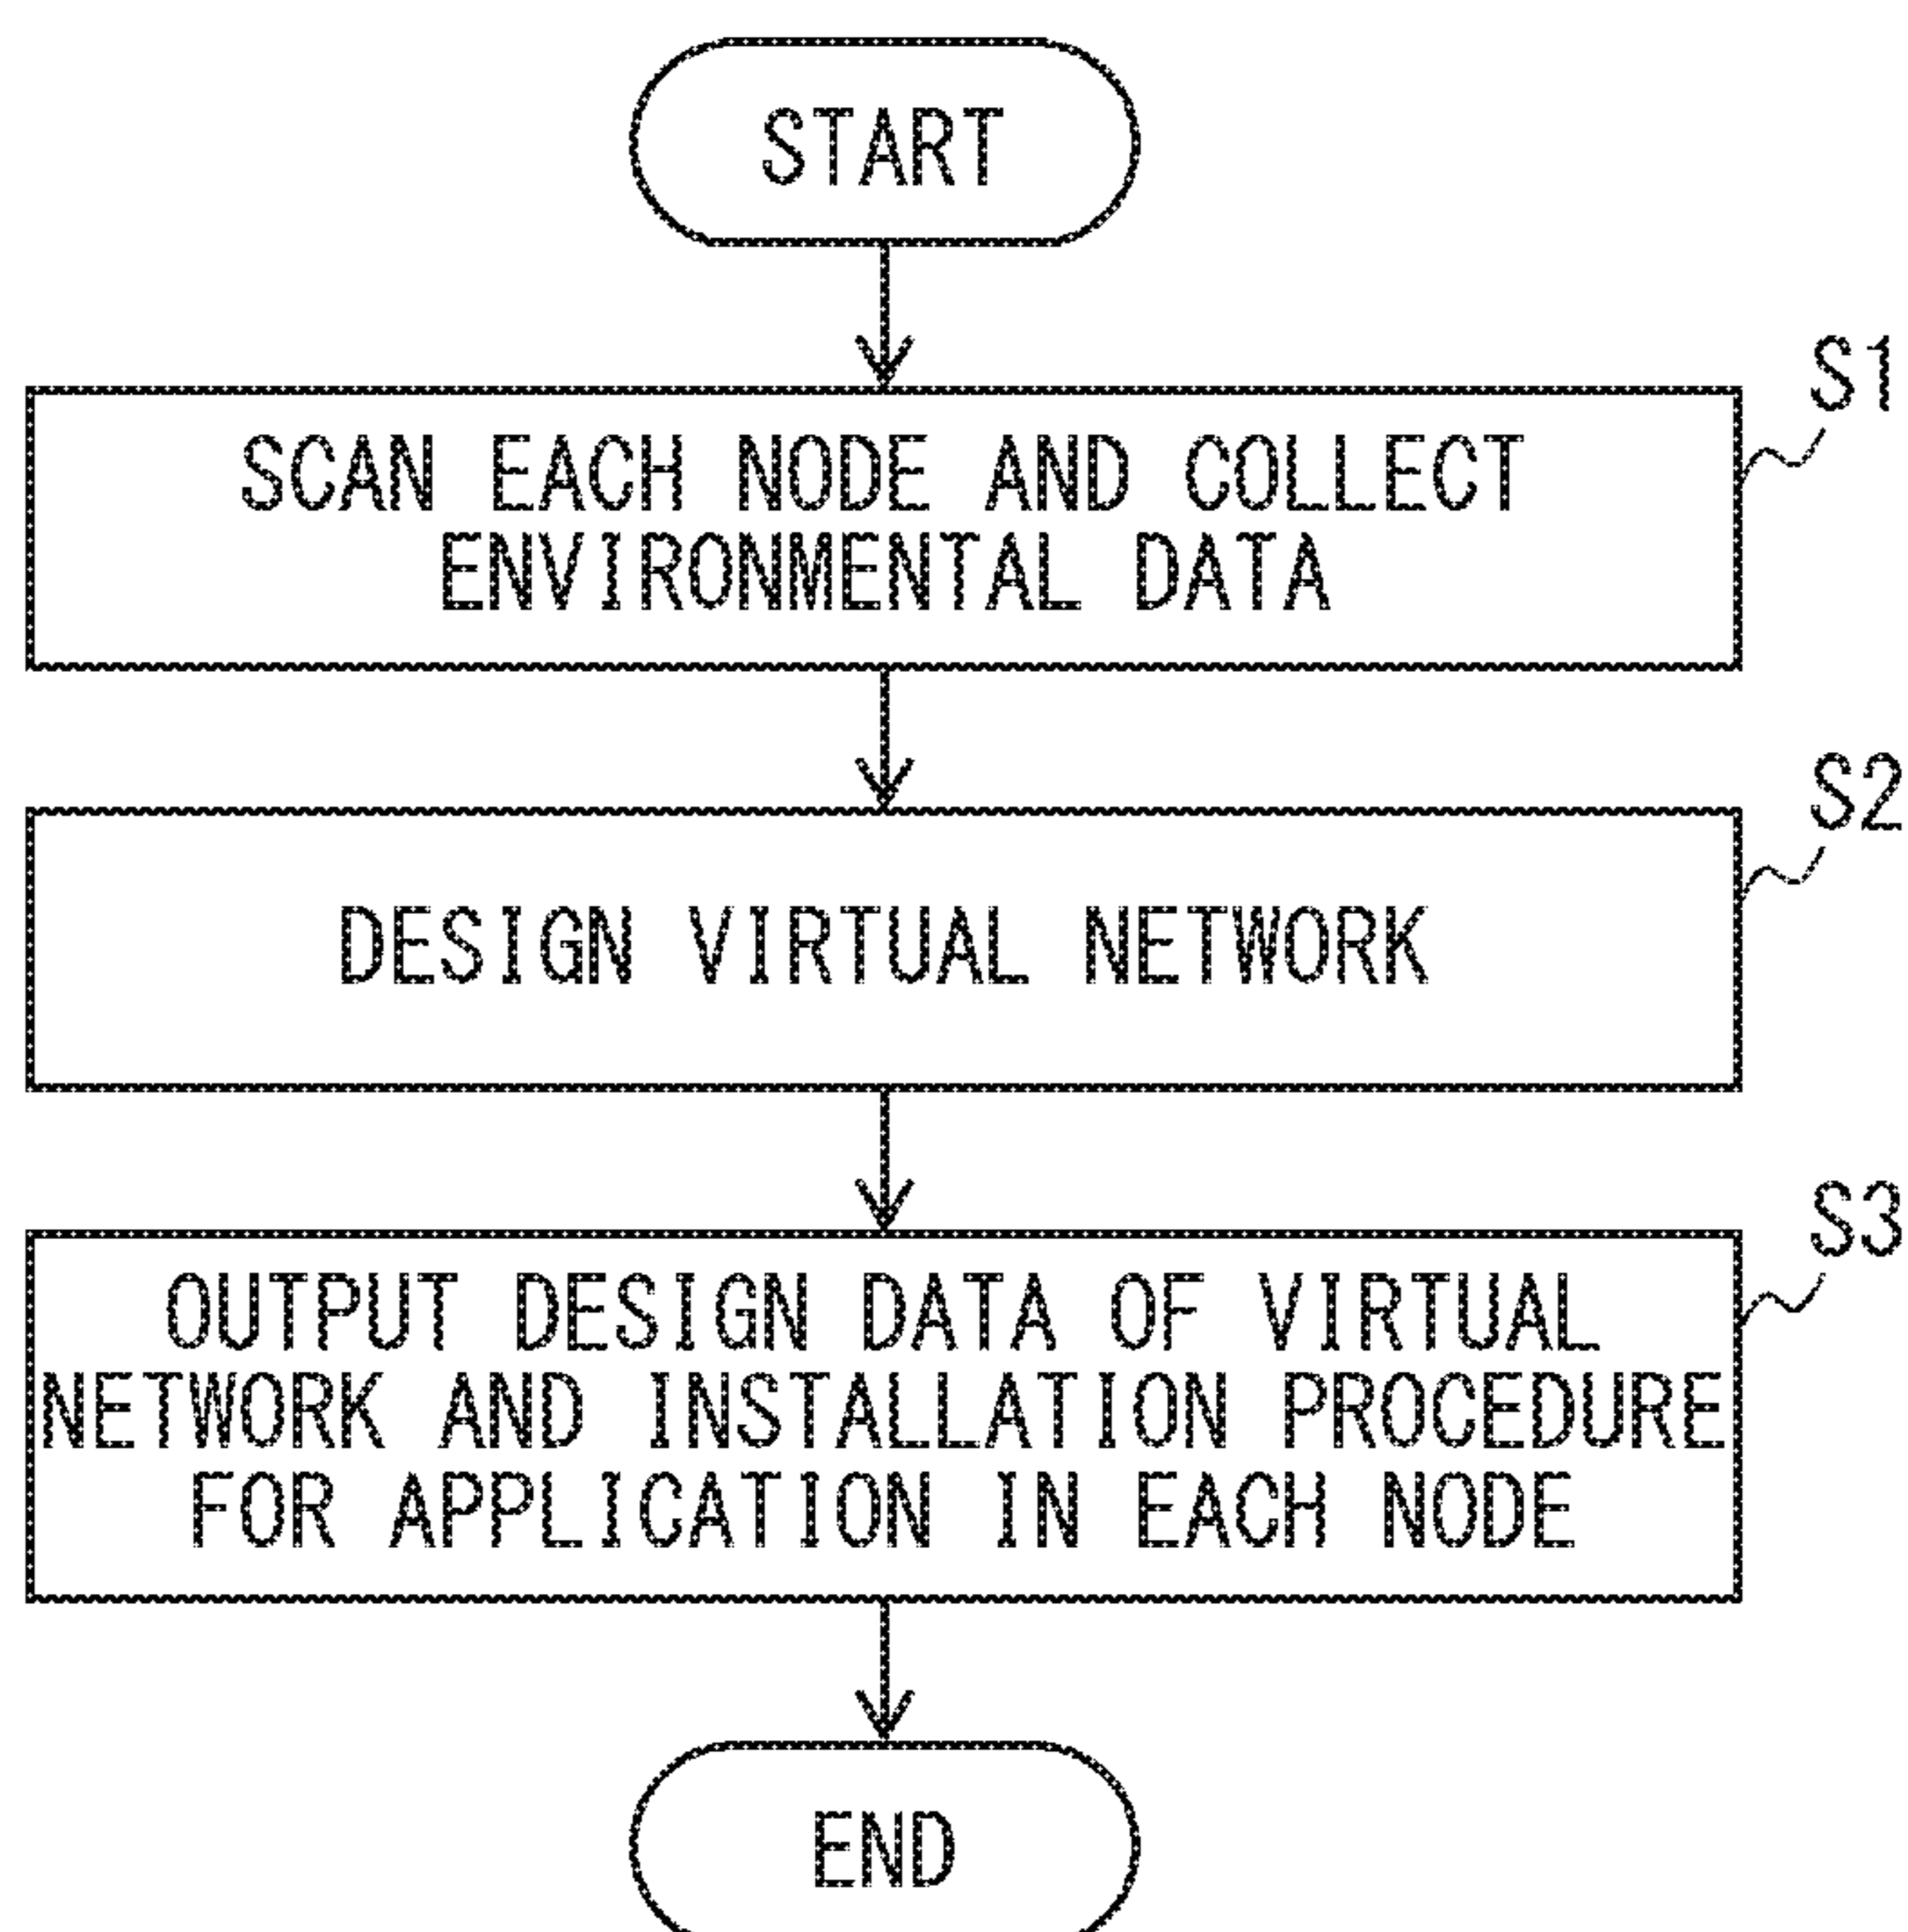 START
S1
SCAN EACH NODE AND COLLECT
ENVIRONMENTAL DATA
S2
DESIGN VIRTUAL NETWORK
S3
OUTPUT DESIGN DATA OF VIRTUAL
NETWORK AND INSTALLATION PROCEDURE
FOR APPLICATION IN EACH NODE
END